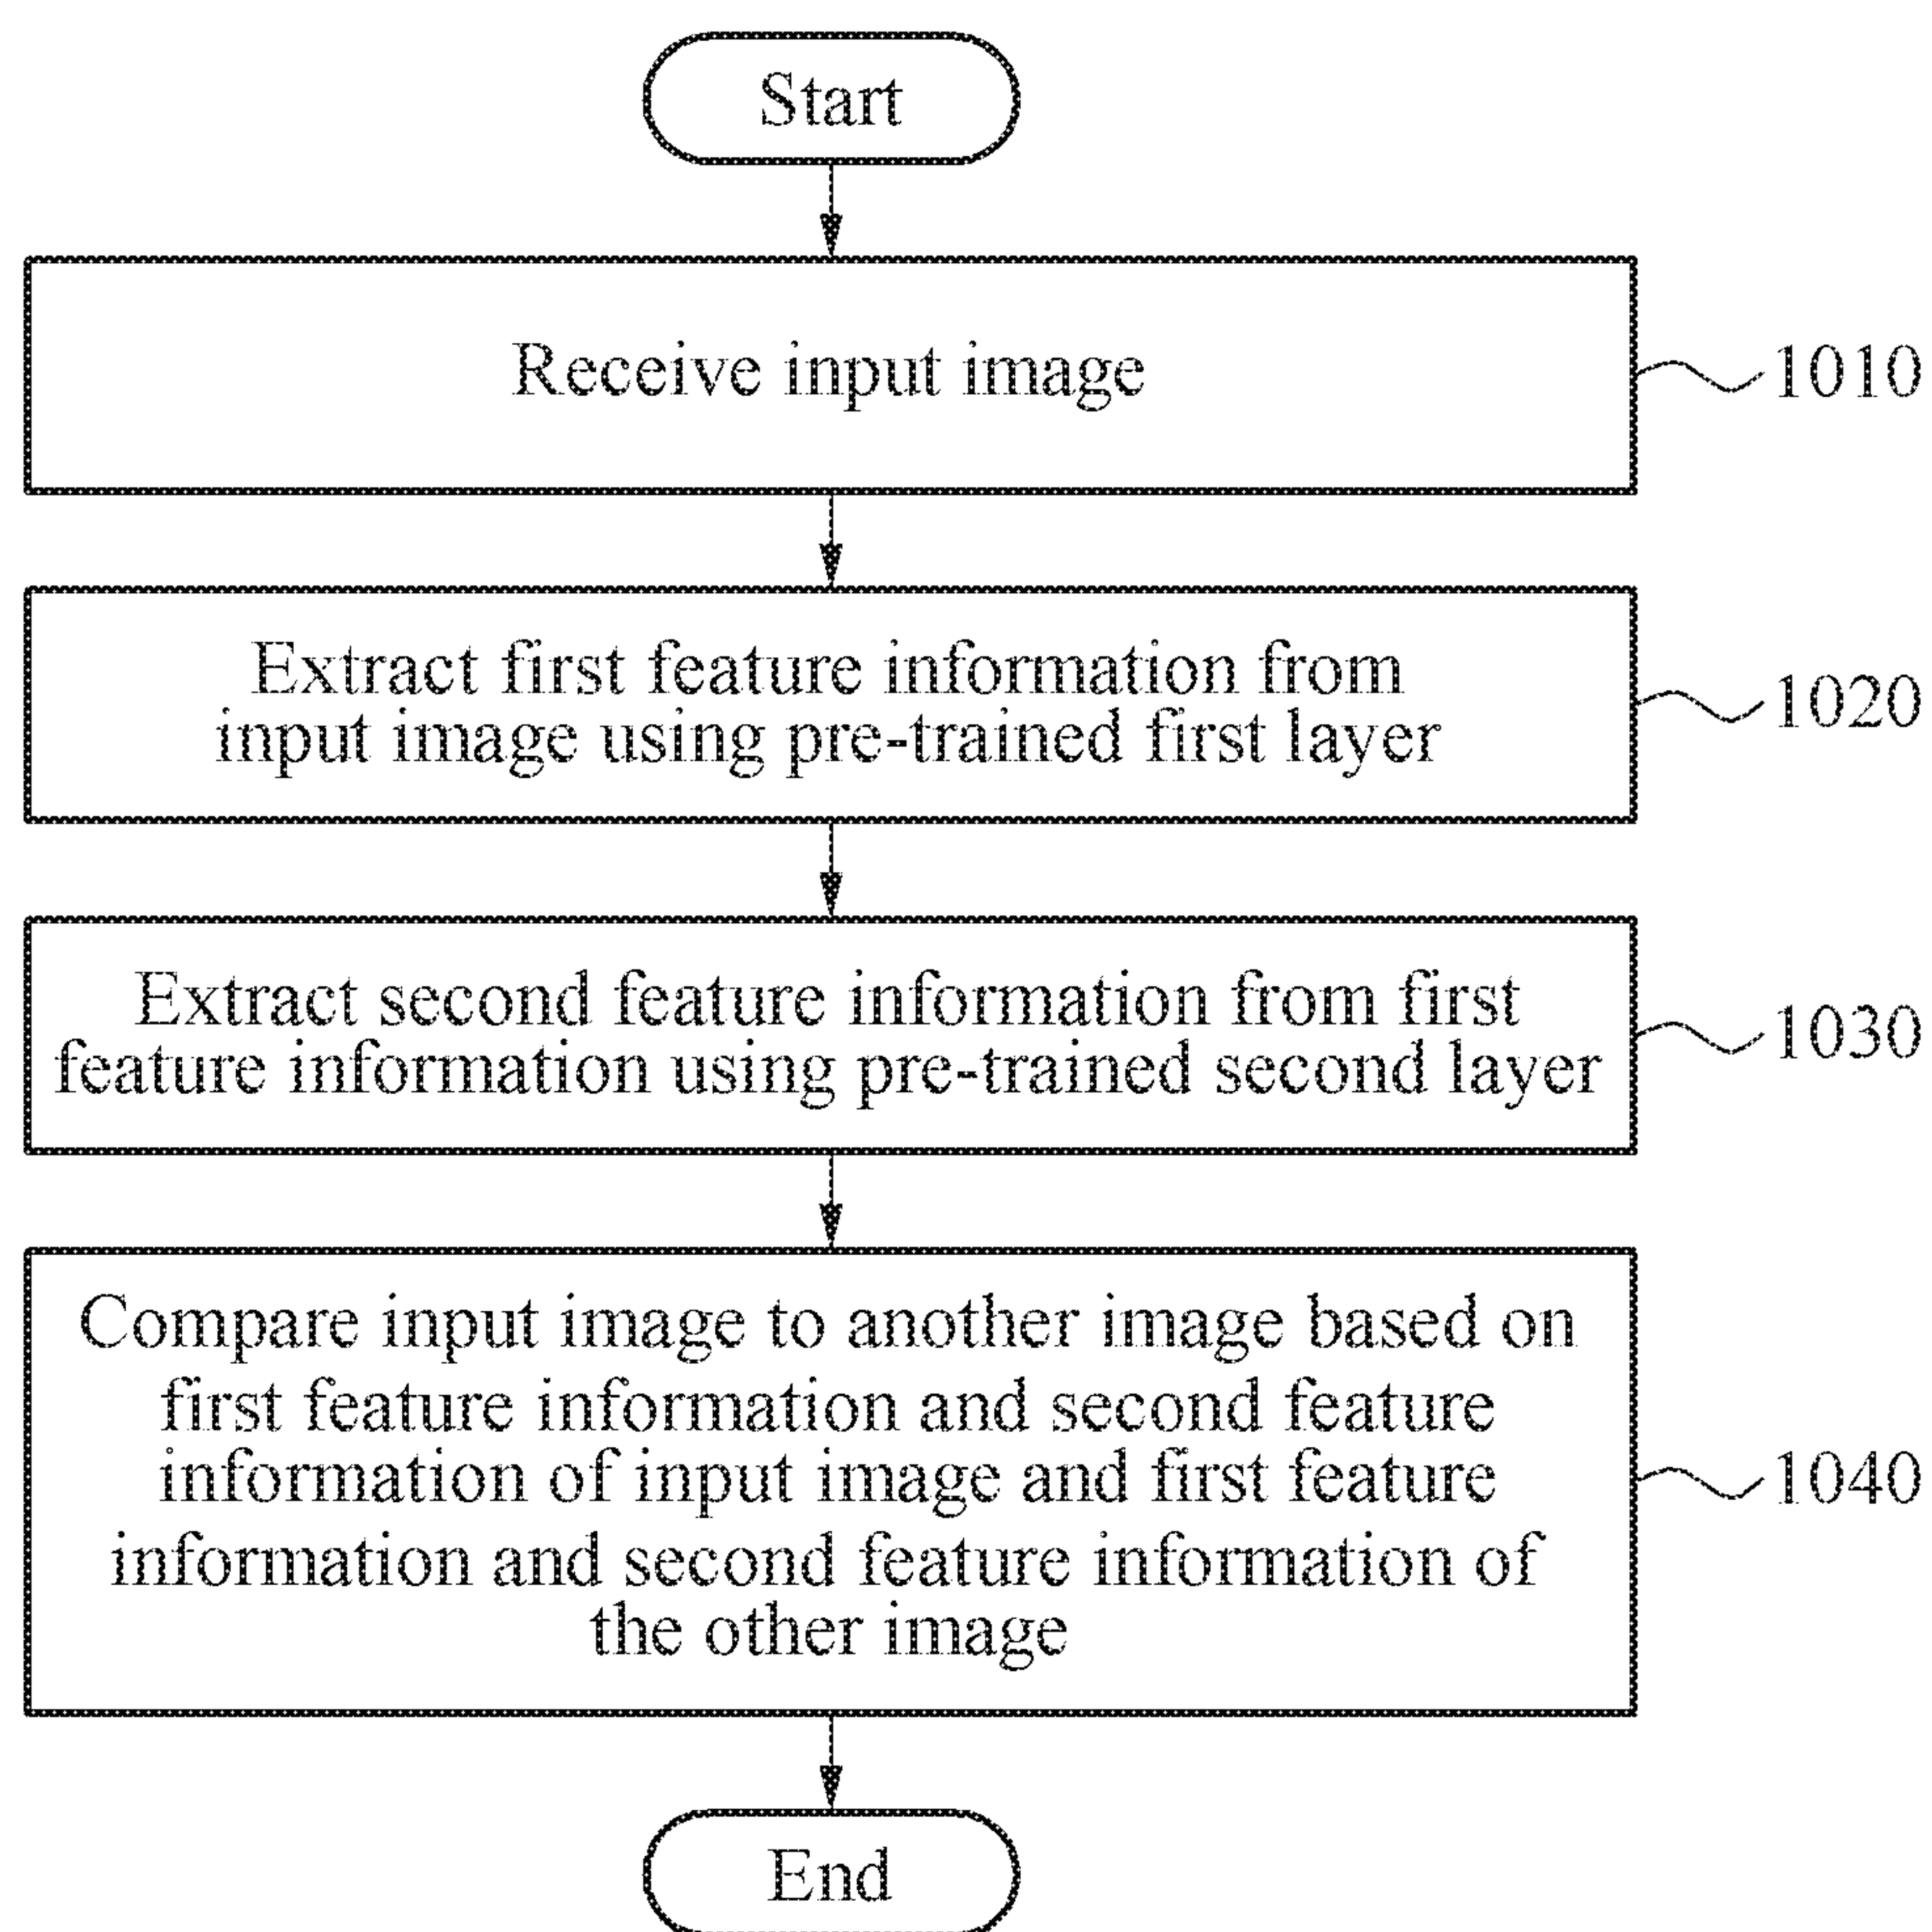 Start
Receive input image
1010
Extract first feature information from
input image using pre-trained first layer
1020
Extract second feature information from first
feature information using pre-trained second layer
1030
Compare input image to another image based on
first feature information and second feature
information of input image and first feature
information and second feature information of
the other image
1040
End